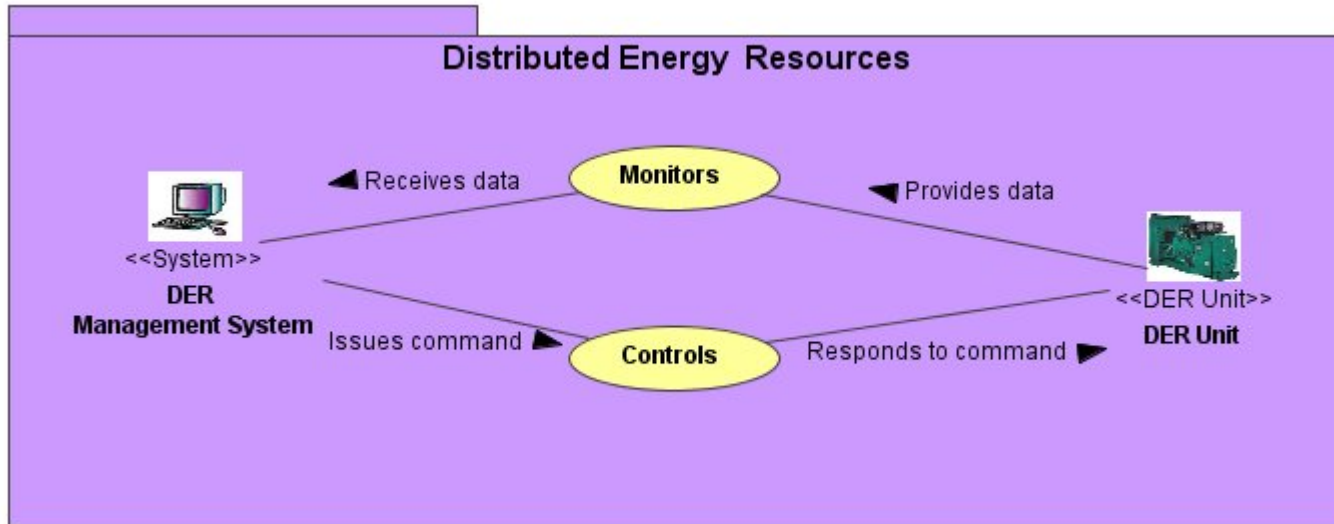 Distributed Energy Resources
Monitors
Receives data
Provides data
<<System>>
DER
Management System
<<DER Unit>>
DER Unit
Issues command
Controls
Responds to command